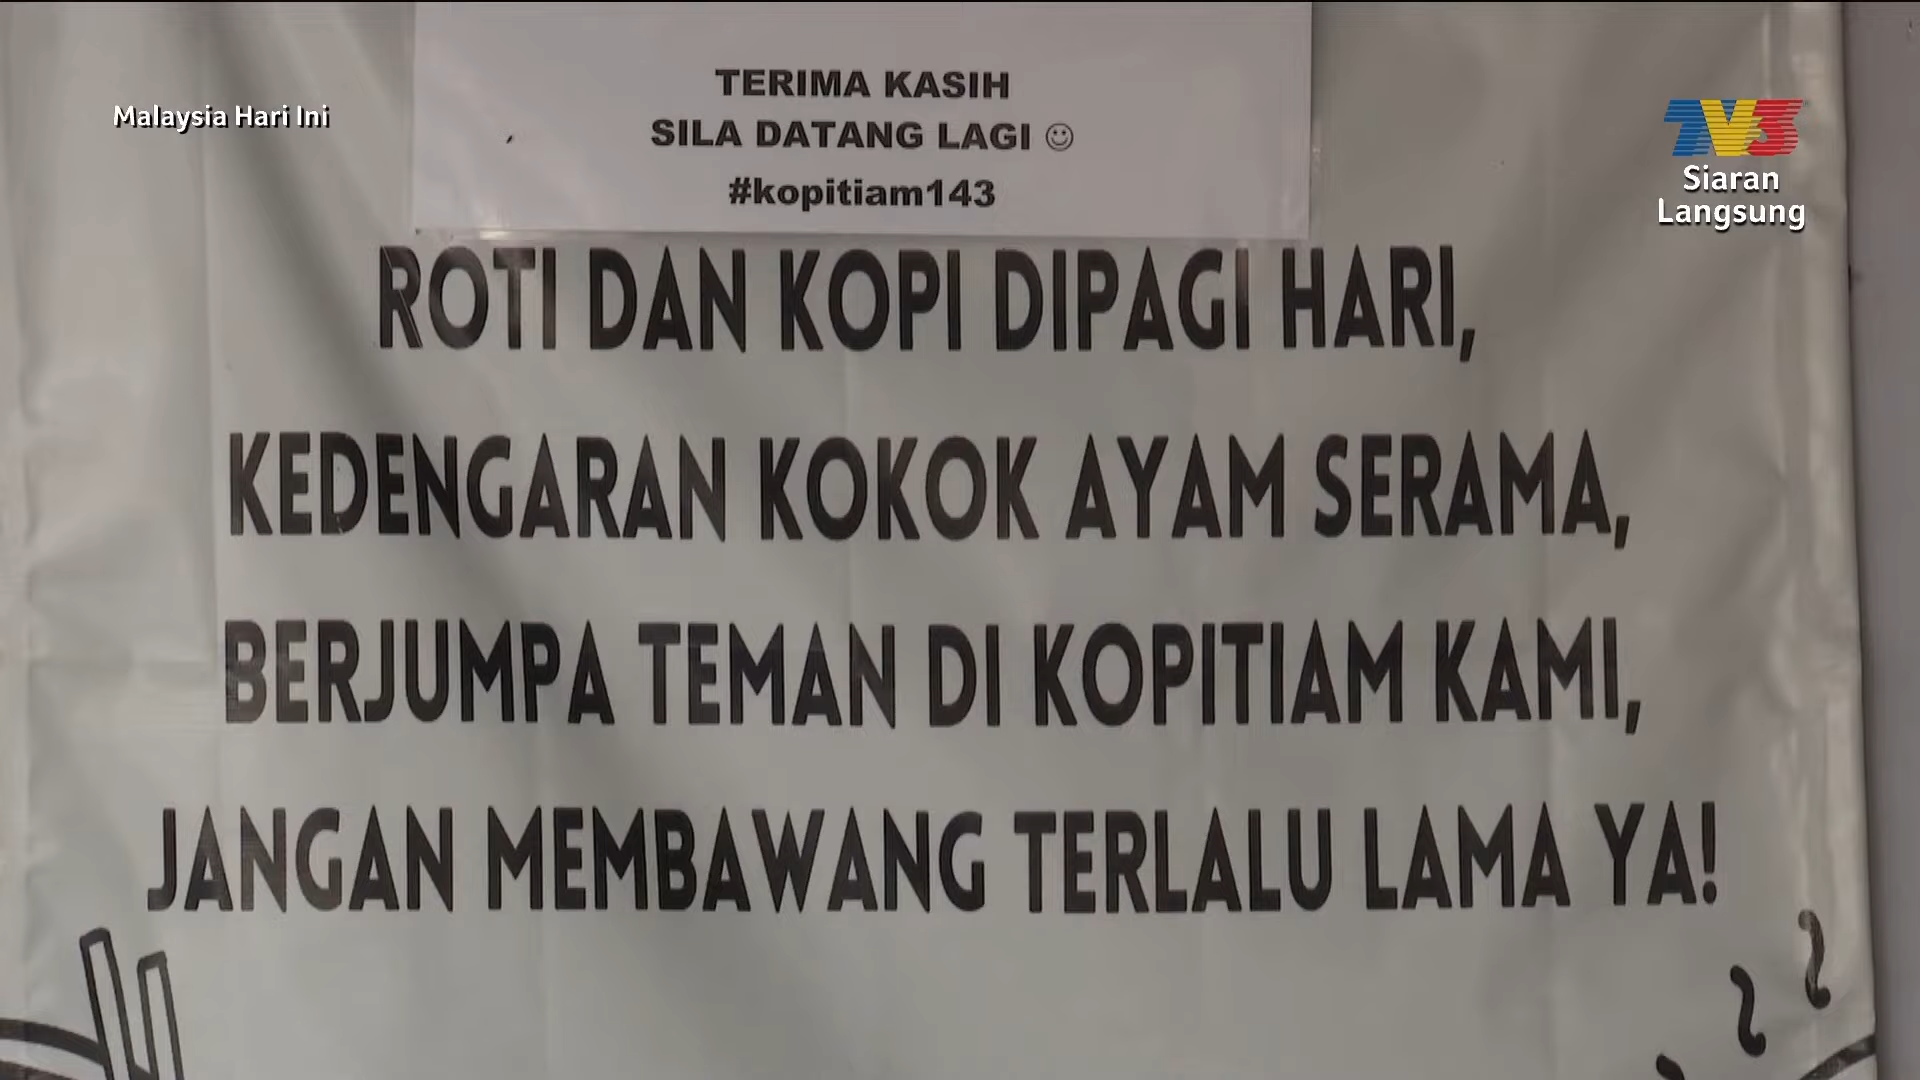 Malaysia Hari Ini
TV3
Siaran
Langsung
TERIMA KASIH
SILA DATANG LAGI ☺
#kopitiam143
ROTI DAN KOPI DIPAGI HARI,
KEDENGARAN KOKOK AYAM SERAMA,
BERJUMPA TEMAN DI KOPITIAM KAMI,
JANGAN MEMBAWANG TERLALU LAMA YA!